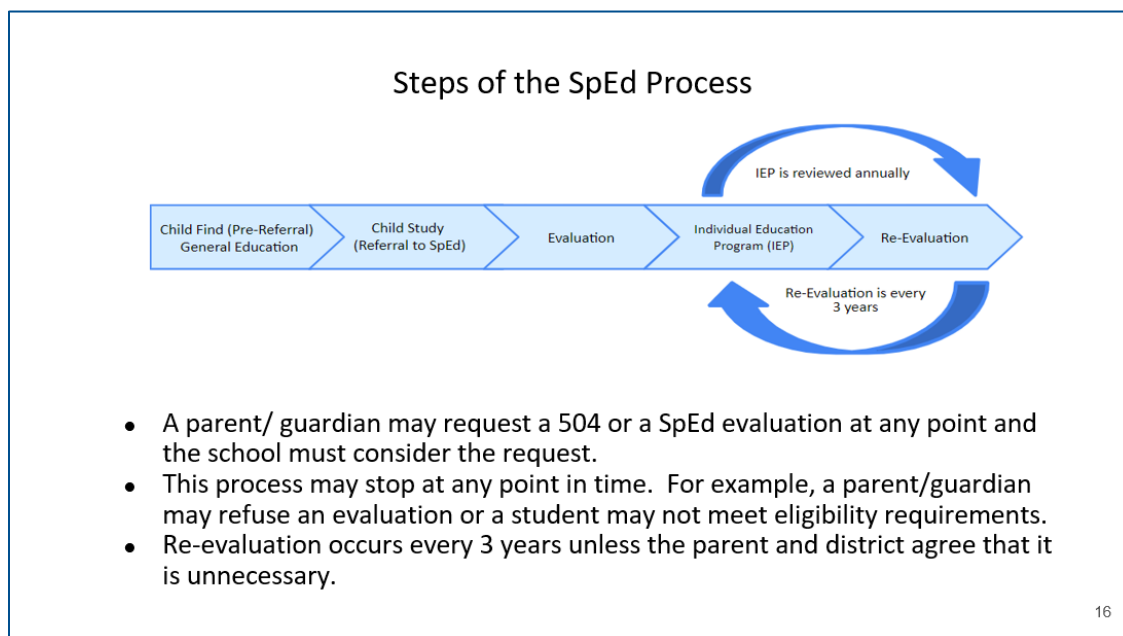 Steps of the SpEd Process
IEP is reviewed annually
Child Find (Pre-Referral)
General Education
Child Study
(Referral to SpEd)
Evaluation
Individual Education
Program (IEP)
Re-Evaluation
Re-Evaluation is every
3 years
● A parent/ guardian may request a 504 or a SpEd evaluation at any point and
the school must consider the request.
● This process may stop at any point in time.  For example, a parent/guardian
may refuse an evaluation or a student may not meet eligibility requirements.
● Re-evaluation occurs every 3 years unless the parent and district agree that it
is unnecessary.
16